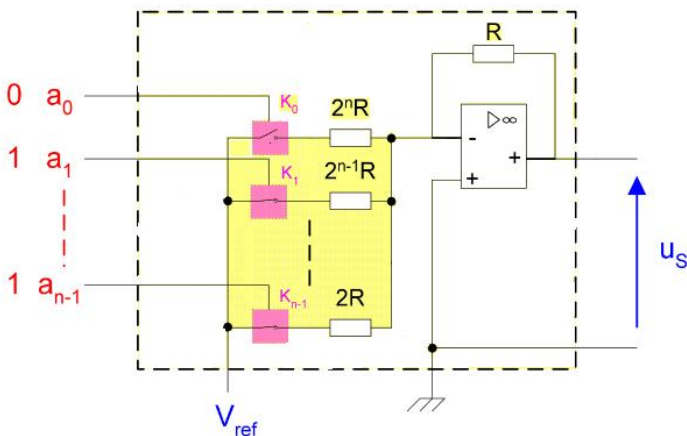 R
0 a₀
K₀
2ⁿR
▷∞
-
+
+
1 a₁
K₁
2ⁿ⁻¹R
uS
1 aₙ₋₁
Kₙ₋₁
2R
Vref